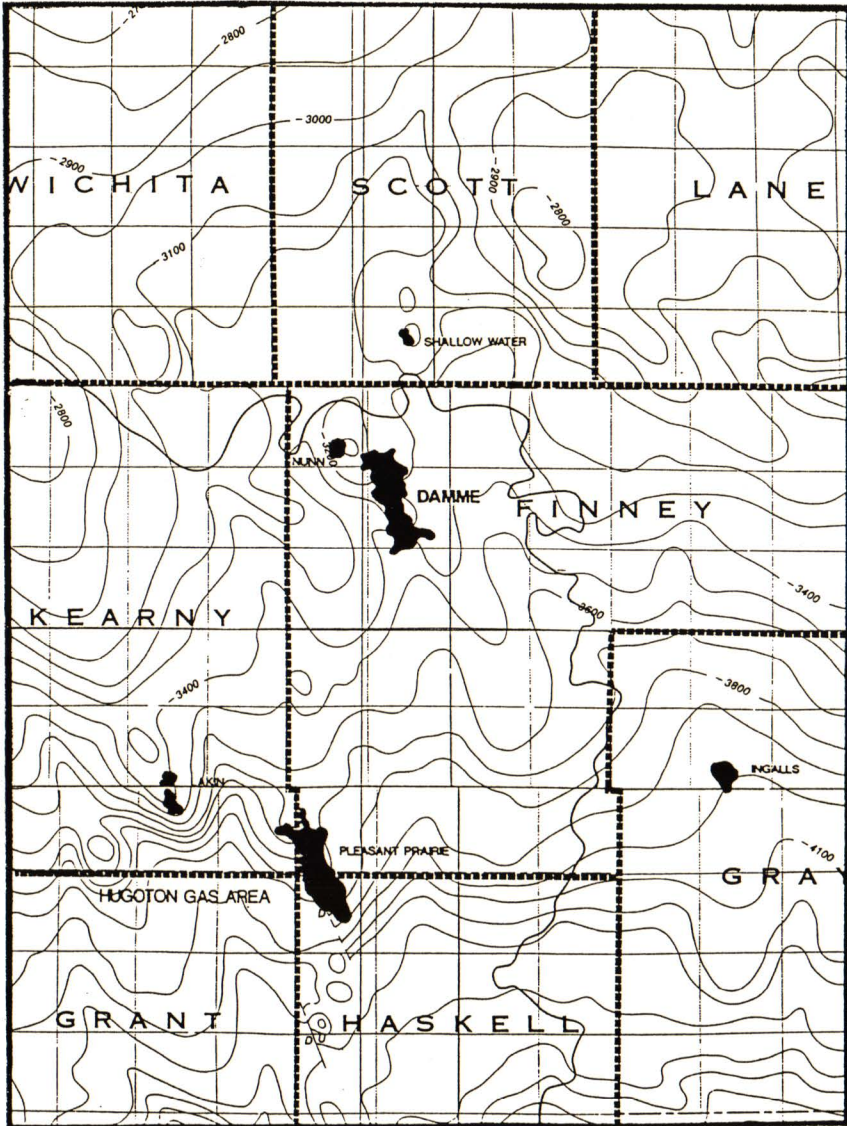 -2800
-3000
-2900
-2900
WICHITA
SCOTT
LANE
-2800
-3100
SHALLOW WATER
-2800
-3200
NUNN
DAMME
FINNEY
-3400
-3600
KEARNY
-3400
-3800
LAKIN
INGALLS
PLEASANT PRAIRIE
-4100
GRAY
HUGOTON GAS AREA
D
GRANT
HASKELL
D
U